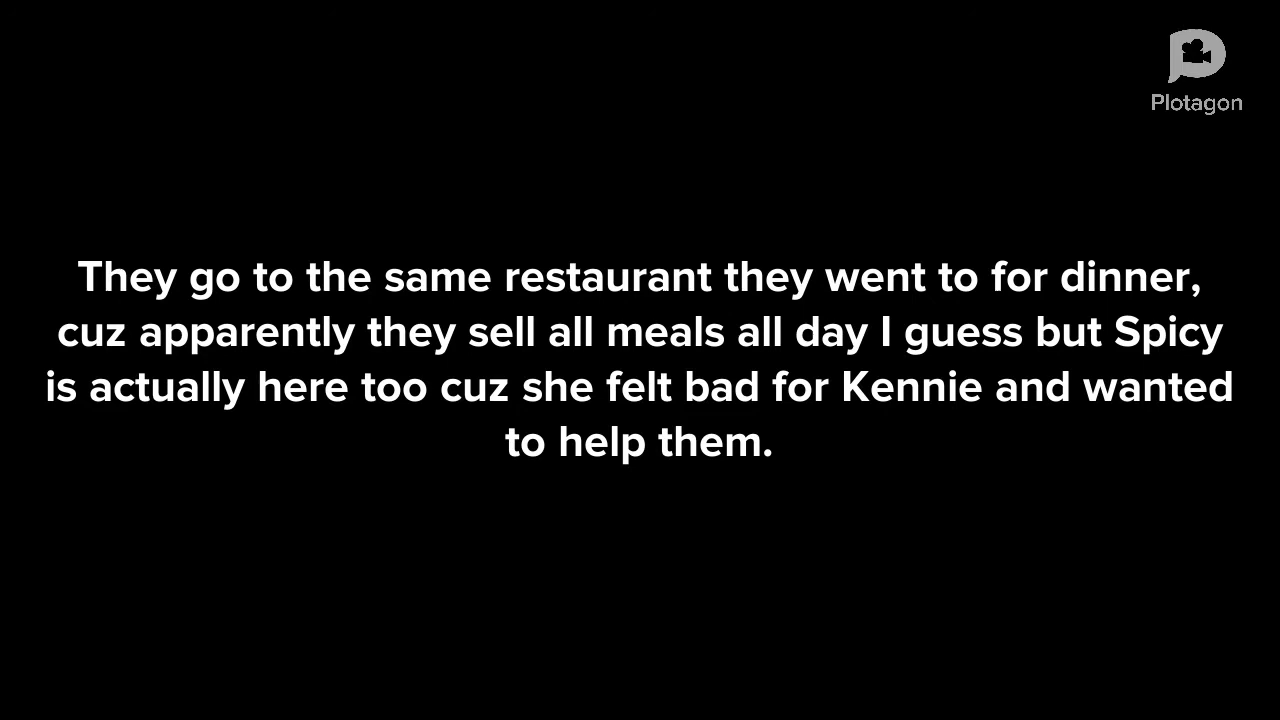 Plotagon
They go to the same restaurant they went to for dinner,
cuz apparently they sell all meals all day I guess but Spicy
is actually here too cuz she felt bad for Kennie and wanted
to help them.